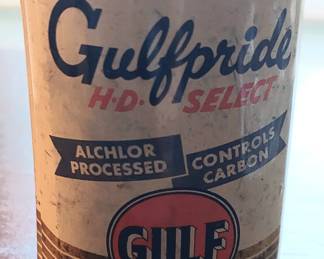 Gulfpride
H·D· SELECT
ALCHLOR
PROCESSED
CONTROLS
CARBON
GULF